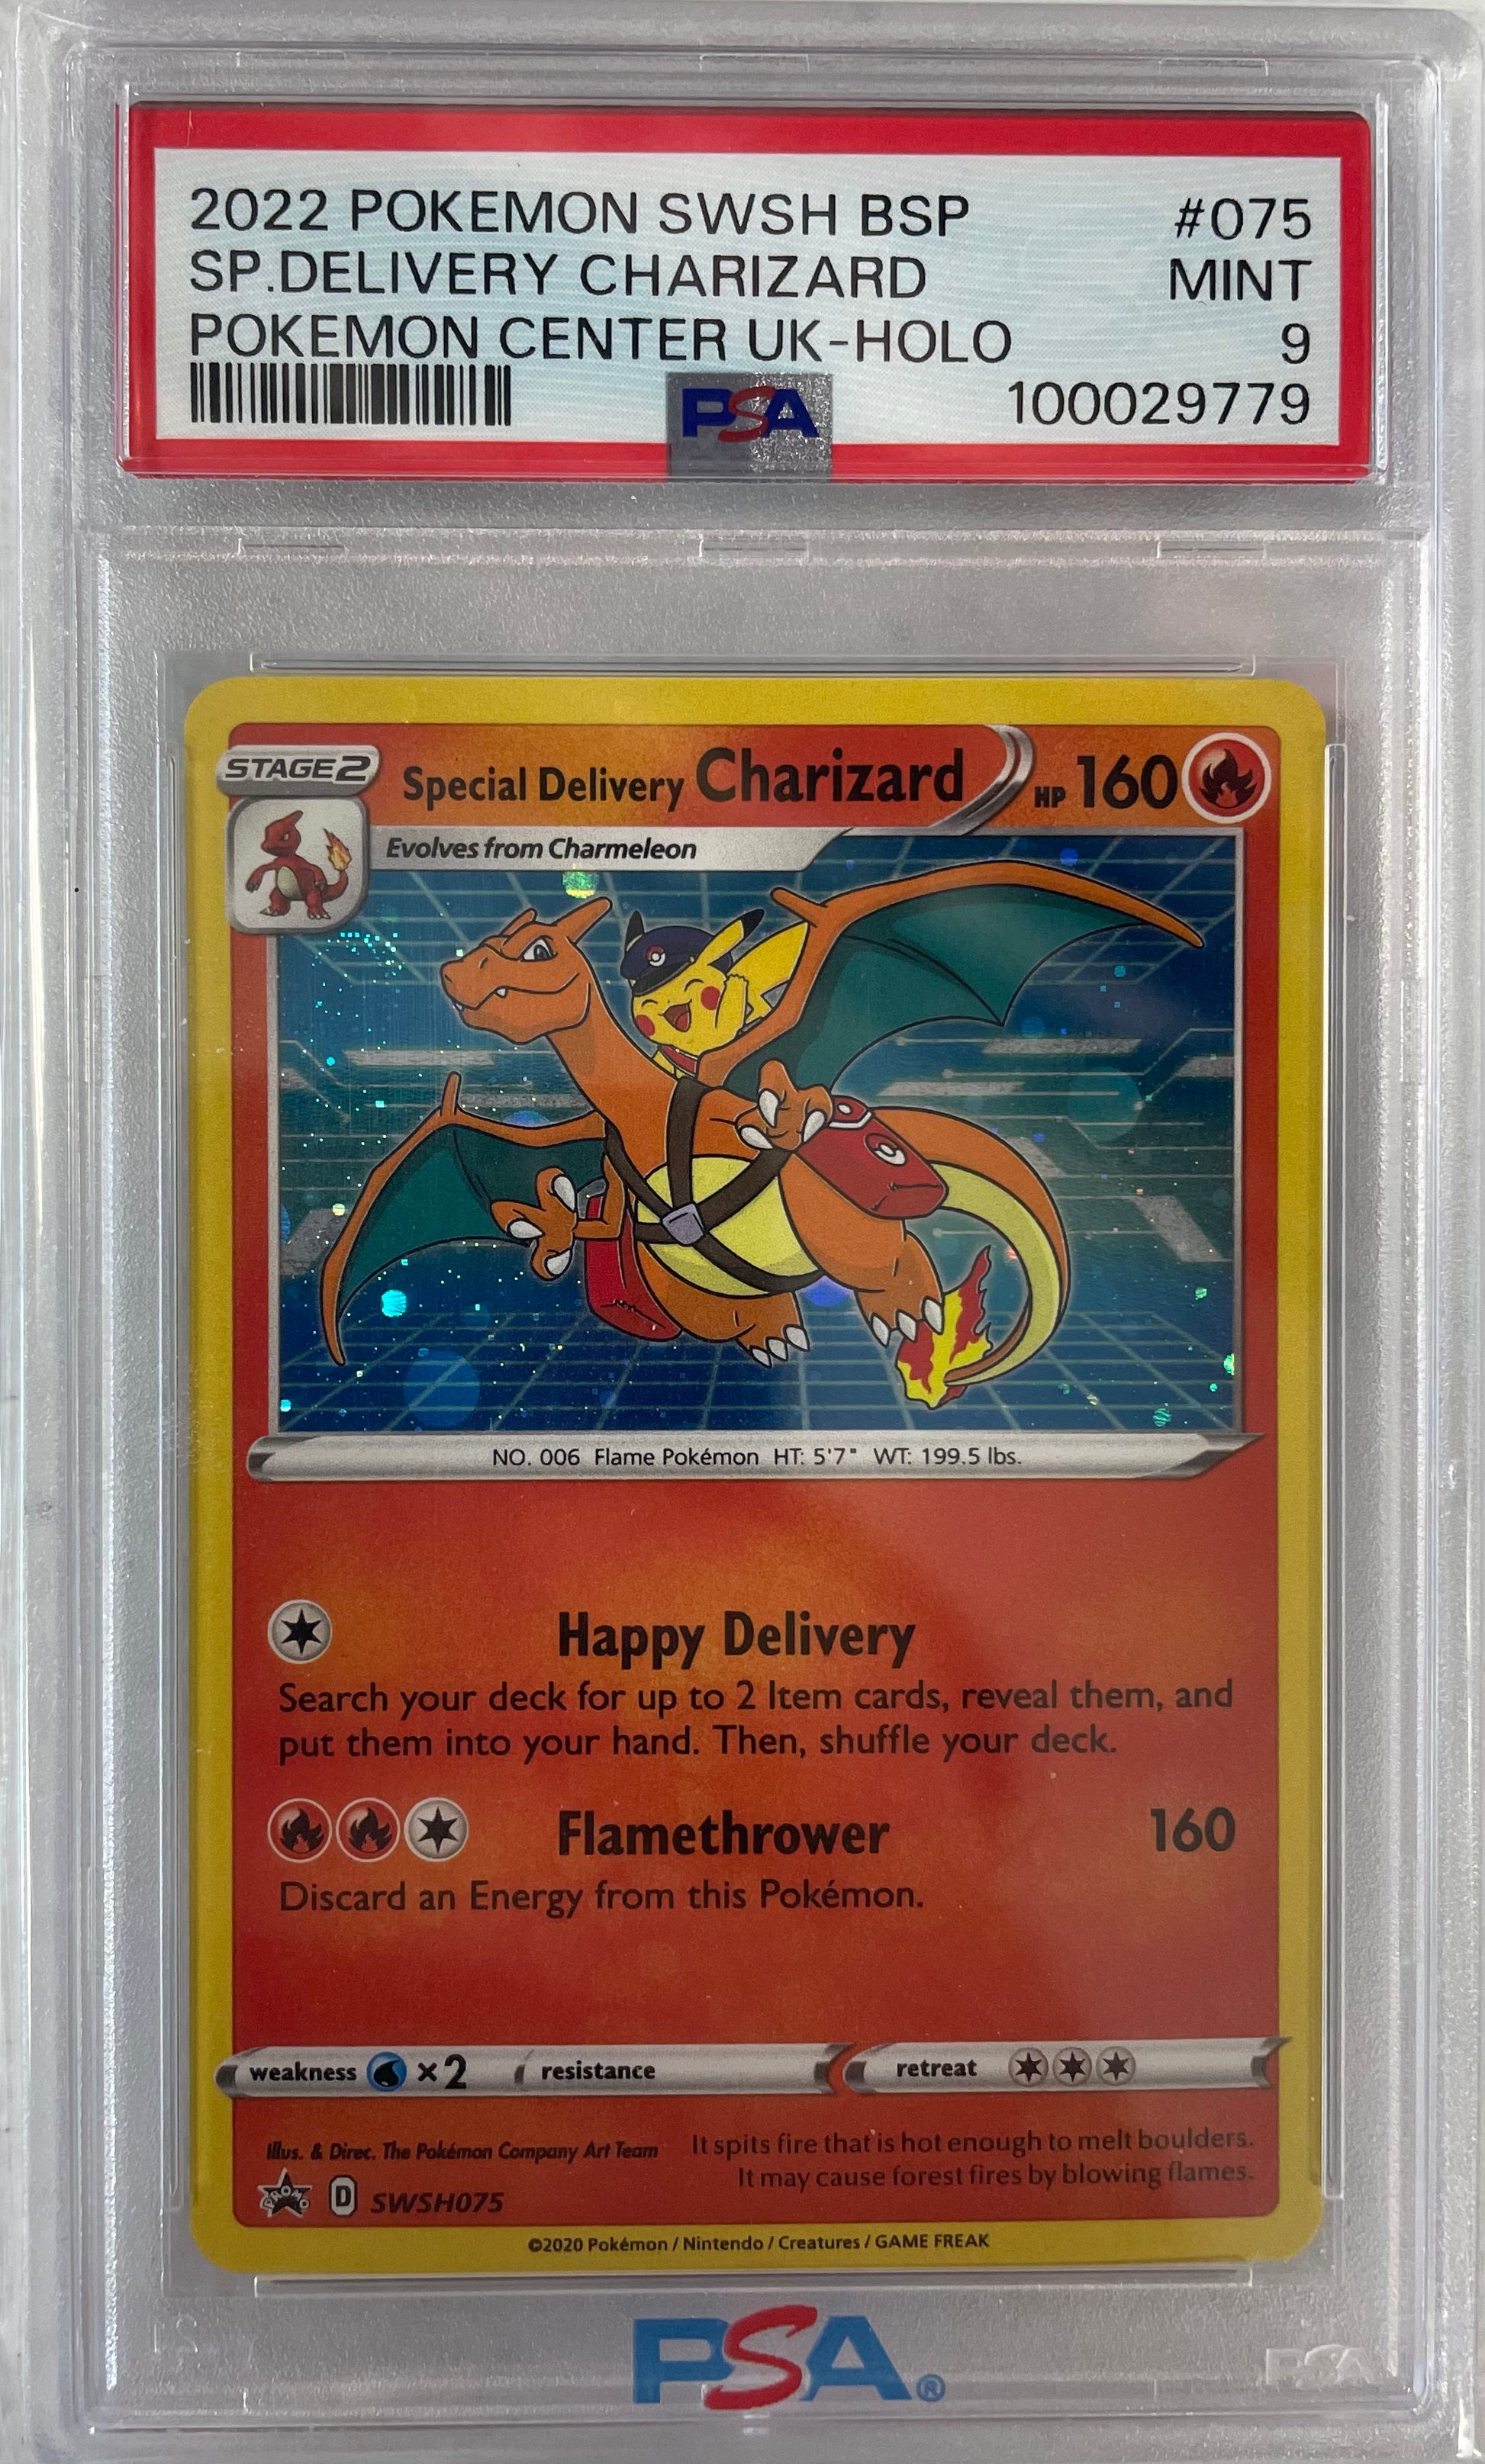 2022 POKEMON SWSH BSP #075
SP.DELIVERY CHARIZARD MINT
POKEMON CENTER UK-HOLO 9
PSA 100029779
STAGE2 Special Delivery Charizard HP 160
Evolves from Charmeleon
NO. 006 Flame Pokémon HT: 5'7" WT: 199.5 lbs.
Happy Delivery
Search your deck for up to 2 Item cards, reveal them, and
put them into your hand. Then, shuffle your deck.
Flamethrower 160
Discard an Energy from this Pokémon.
weakness ×2 resistance retreat
Illus. & Direc. The Pokémon Company Art Team
It spits fire that is hot enough to melt boulders.
It may cause forest fires by blowing flames.
PROMO D SWSH075
©2020 Pokémon / Nintendo / Creatures / GAME FREAK
PSA®
PSA